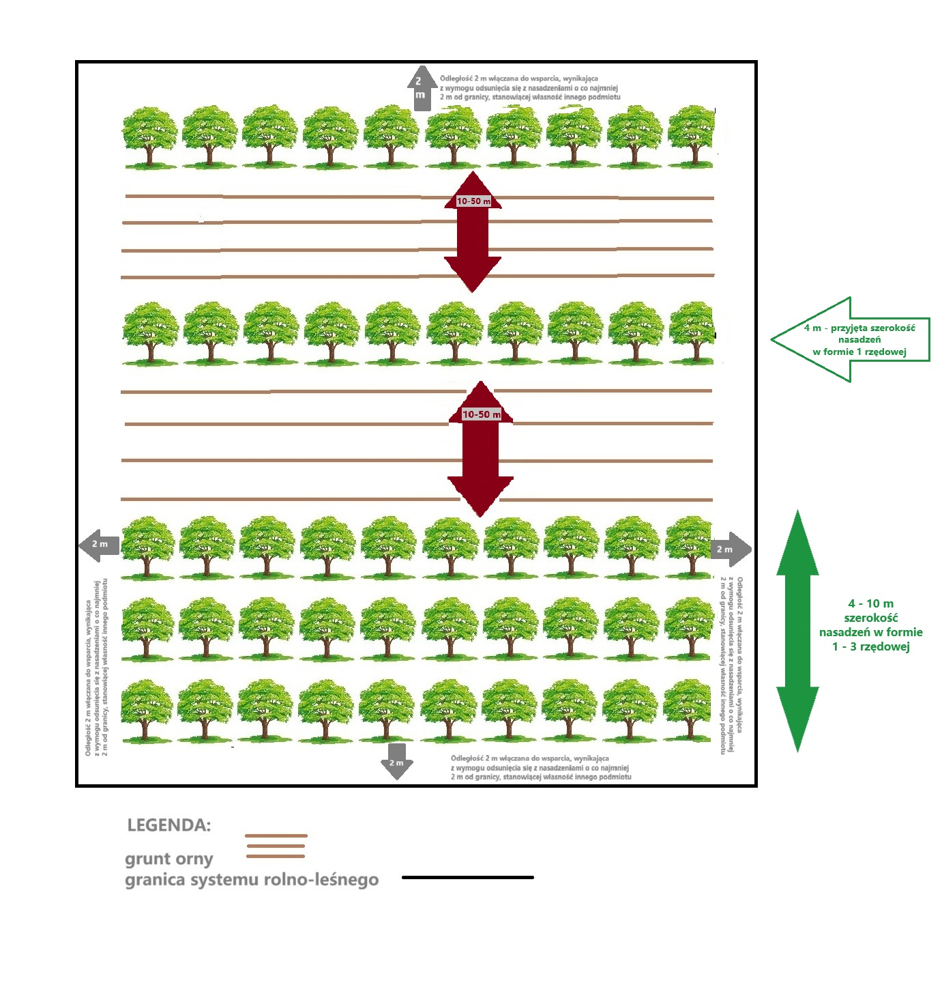 2
m
Odległość 2 m włączana do wsparcia, wynikająca
z wymogu odsunięcia się z nasadzeniami o co najmniej
2 m od granicy, stanowiącej własność innego podmiotu
10-50 m
4 m - przyjęta szerokość
nasadzeń
w formie 1 rzędowej
10-50 m
2 m
2 m
Odległość 2 m włączana do wsparcia, wynikająca
z wymogu odsunięcia się z nasadzeniami o co najmniej
2 m od granicy, stanowiącej własność innego podmiotu
Odległość 2 m włączana do wsparcia, wynikająca
z wymogu odsunięcia się z nasadzeniami o co najmniej
2 m od granicy, stanowiącej własność innego podmiotu
4 - 10 m
szerokość
nasadzeń w formie
1 - 3 rzędowej
2 m
Odległość 2 m włączana do wsparcia, wynikająca
z wymogu odsunięcia się z nasadzeniami o co najmniej
2 m od granicy, stanowiącej własność innego podmiotu
LEGENDA:
grunt orny
granica systemu rolno-leśnego